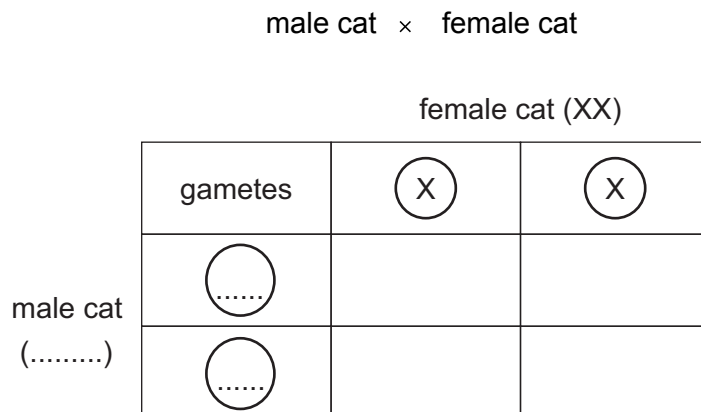 male cat × female cat
female cat (XX)
gametes X X
......
male cat
(.........)
......